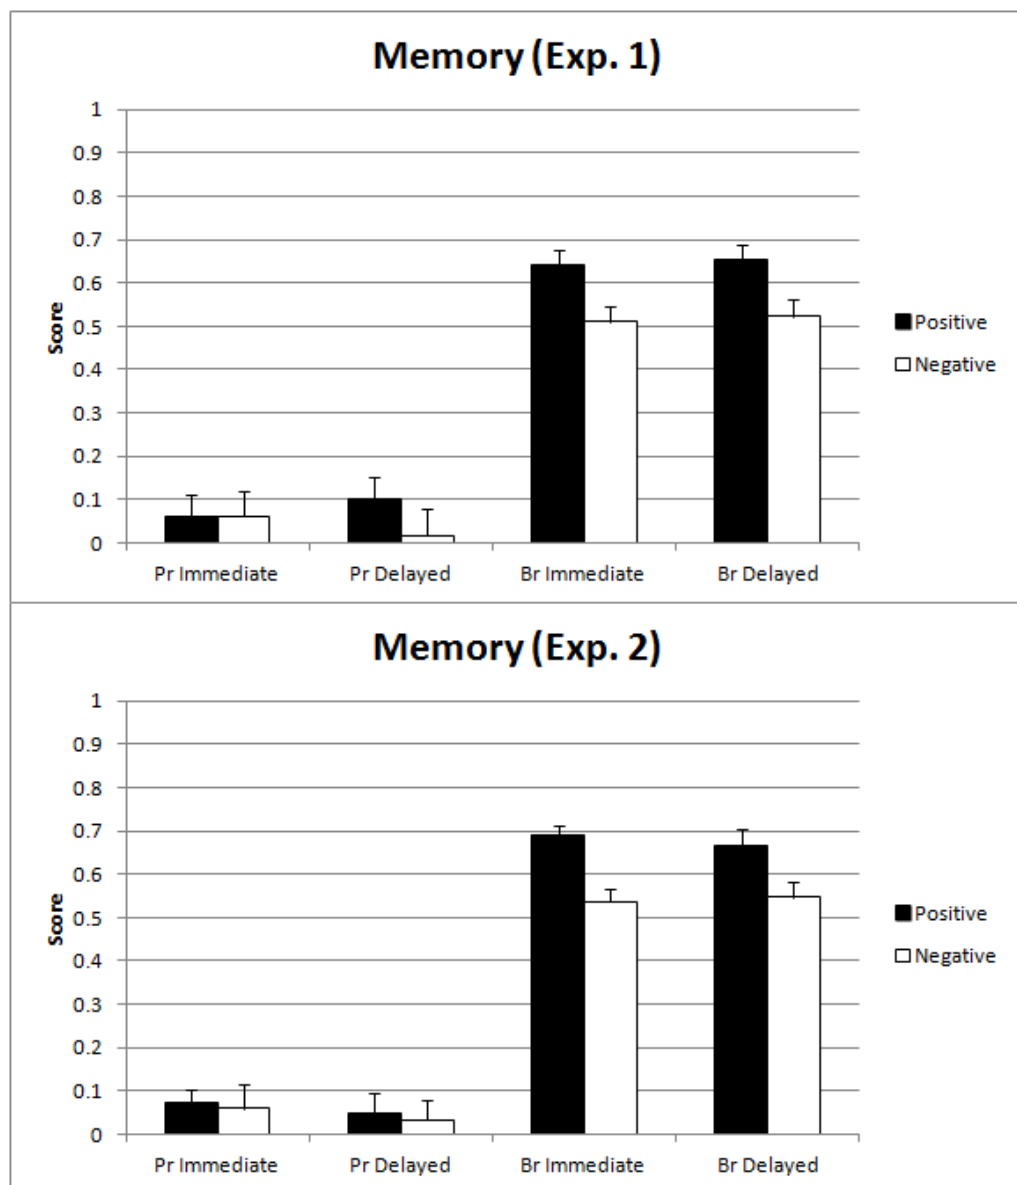 Memory (Exp. 1)
1
0.9
0.8
0.7
0.6
0.5
0.4
0.3
0.2
0.1
0
Score
Pr Immediate Pr Delayed Br Immediate Br Delayed
Positive
Negative
Memory (Exp. 2)
1
0.9
0.8
0.7
0.6
0.5
0.4
0.3
0.2
0.1
0
Score
Pr Immediate Pr Delayed Br Immediate Br Delayed
Positive
Negative